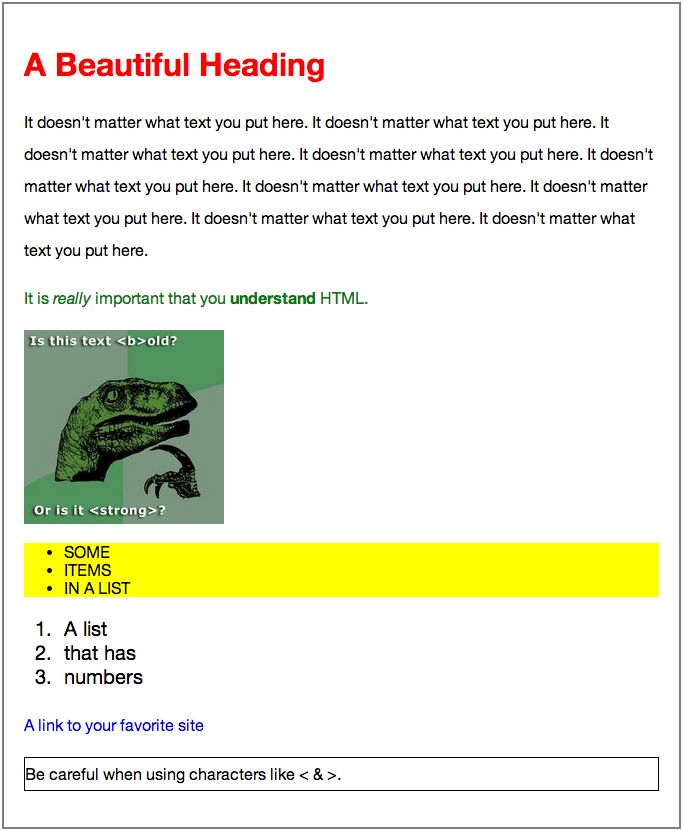 A Beautiful Heading
It doesn't matter what text you put here. It doesn't matter what text you put here. It
doesn't matter what text you put here. It doesn't matter what text you put here. It doesn't
matter what text you put here. It doesn't matter what text you put here. It doesn't matter
what text you put here. It doesn't matter what text you put here. It doesn't matter what
text you put here.
It is really important that you understand HTML.
Is this text <b>old?
Or is it <strong>?
• SOME
• ITEMS
• IN A LIST
1. A list
2. that has
3. numbers
A link to your favorite site
Be careful when using characters like < & >.